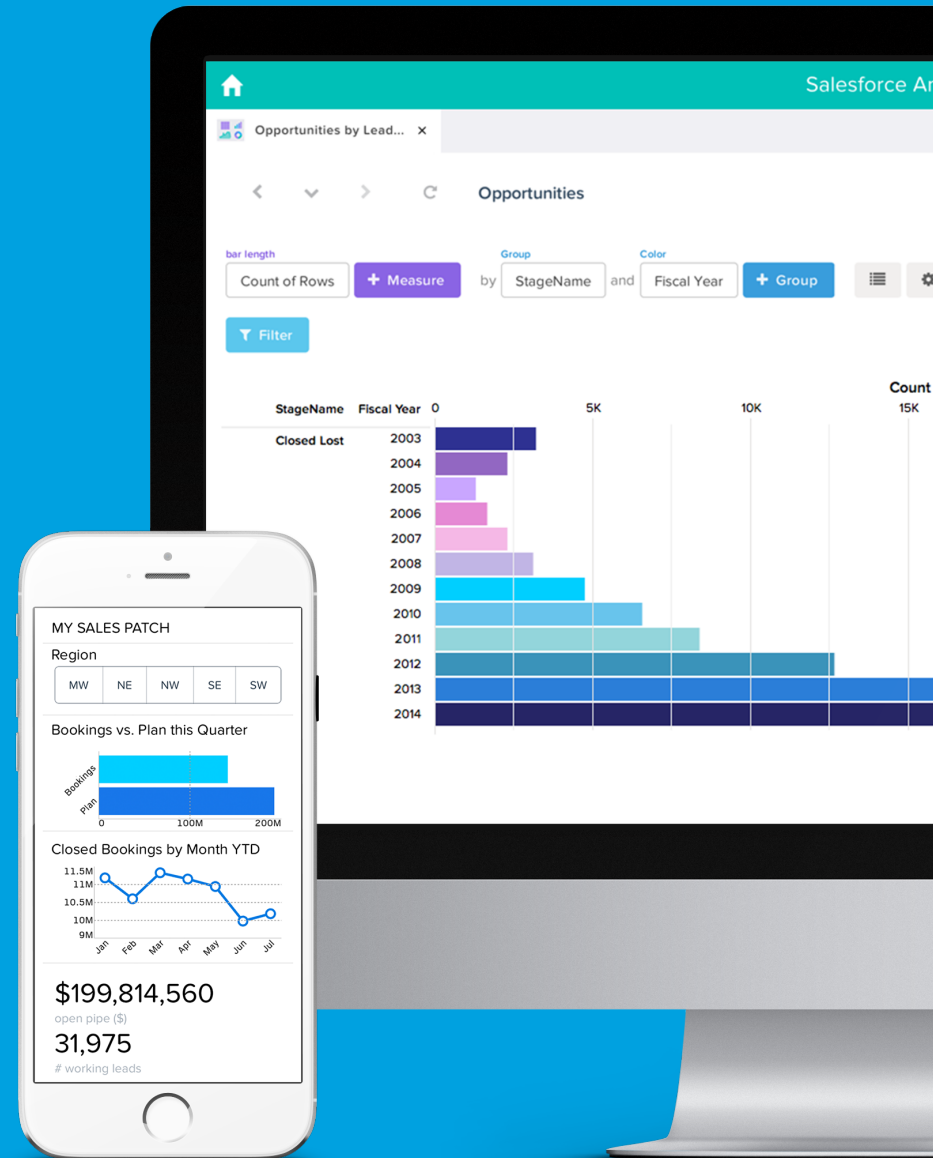 Salesforce Ar
Opportunities by Lead... ×
Opportunities
bar length
Group
Color
Count of Rows
+ Measure
by
StageName
and
Fiscal Year
+ Group
Filter
Count
StageName Fiscal Year 0 5K 10K 15K
Closed Lost 2003
2004
2005
2006
2007
2008
2009
2010
2011
2012
2013
2014
MY SALES PATCH
Region
MW NE NW SE SW
Bookings vs. Plan this Quarter
Bookings
Plan
0 100M 200M
Closed Bookings by Month YTD
11.5M
11M
10.5M
10M
9M
Jan Feb Mar Apr May Jun Jul
$199,814,560
open pipe ($)
31,975
# working leads